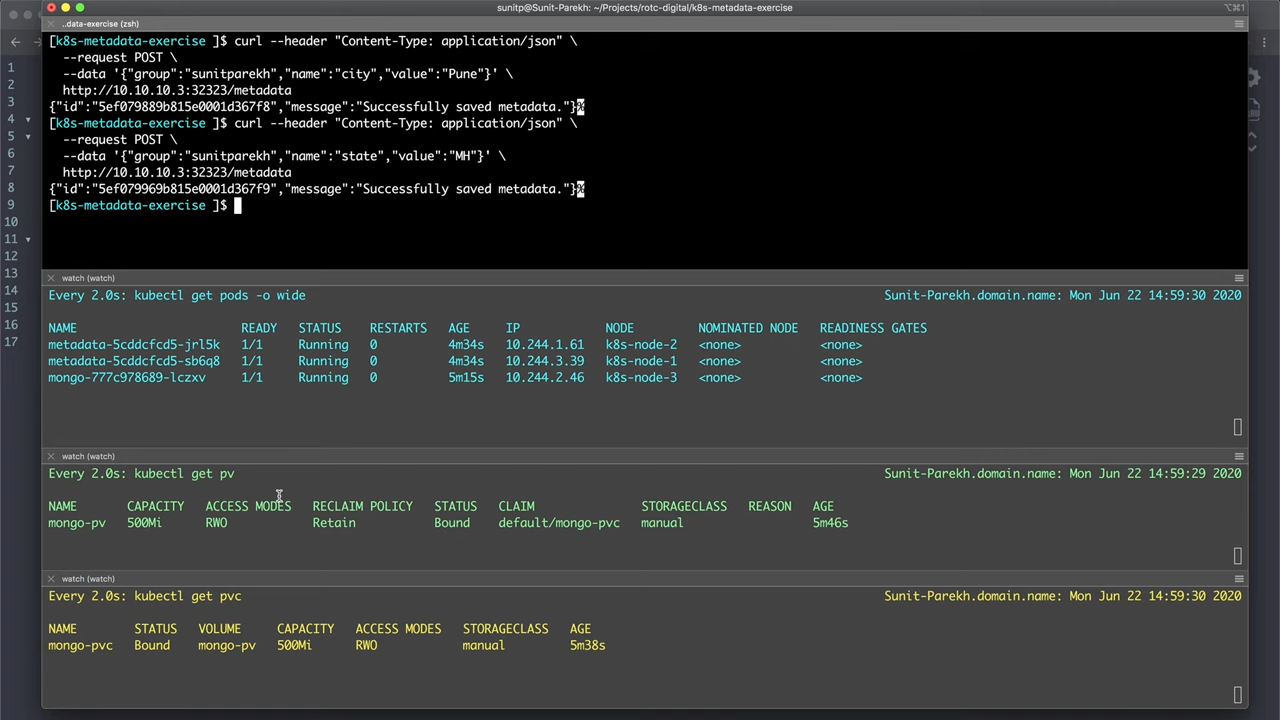 sunitp@Sunit-Parekh: ~/Projects/rotc-digital/k8s-metadata-exercise
⌥⌘1
..data-exercise (zsh)
[k8s-metadata-exercise ]$ curl --header "Content-Type: application/json" \
--request POST \
--data '{"group":"sunitparekh","name":"city","value":"Pune"}' \
http://10.10.10.3:32323/metadata
{"id":"5ef079889b815e0001d367f8","message":"Successfully saved metadata."}%
[k8s-metadata-exercise ]$ curl --header "Content-Type: application/json" \
--request POST \
--data '{"group":"sunitparekh","name":"state","value":"MH"}' \
http://10.10.10.3:32323/metadata
{"id":"5ef079969b815e0001d367f9","message":"Successfully saved metadata."}%
[k8s-metadata-exercise ]$
watch (watch)
Every 2.0s: kubectl get pods -o wide Sunit-Parekh.domain.name: Mon Jun 22 14:59:30 2020
NAME READY STATUS RESTARTS AGE IP NODE NOMINATED NODE READINESS GATES
metadata-5cddcfcd5-jrl5k 1/1 Running 0 4m34s 10.244.1.61 k8s-node-2 <none> <none>
metadata-5cddcfcd5-sb6q8 1/1 Running 0 4m34s 10.244.3.39 k8s-node-1 <none> <none>
mongo-777c978689-lczxv 1/1 Running 0 5m15s 10.244.2.46 k8s-node-3 <none> <none>
watch (watch)
Every 2.0s: kubectl get pv Sunit-Parekh.domain.name: Mon Jun 22 14:59:29 2020
NAME CAPACITY ACCESS MODES RECLAIM POLICY STATUS CLAIM STORAGECLASS REASON AGE
mongo-pv 500Mi RWO Retain Bound default/mongo-pvc manual 5m46s
watch (watch)
Every 2.0s: kubectl get pvc Sunit-Parekh.domain.name: Mon Jun 22 14:59:30 2020
NAME STATUS VOLUME CAPACITY ACCESS MODES STORAGECLASS AGE
mongo-pvc Bound mongo-pv 500Mi RWO manual 5m38s
1
2
3
4
5
6
7
8
9
10
11
12
13
14
15
16
17